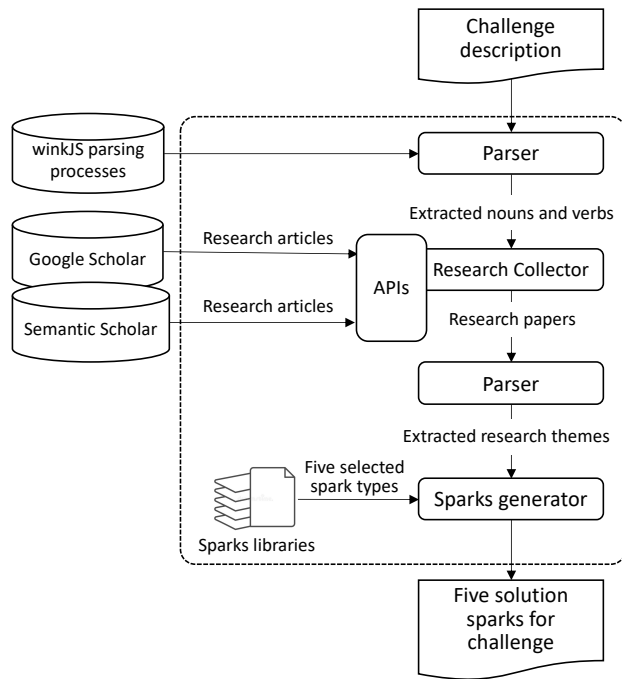 Challenge
description
winkJS parsing
processes
Parser
Extracted nouns and verbs
Google Scholar
Research articles
APIs
Research Collector
Semantic Scholar
Research articles
Research papers
Parser
Extracted research themes
Five selected
spark types
Sparks generator
Sparks libraries
Five solution
sparks for
challenge